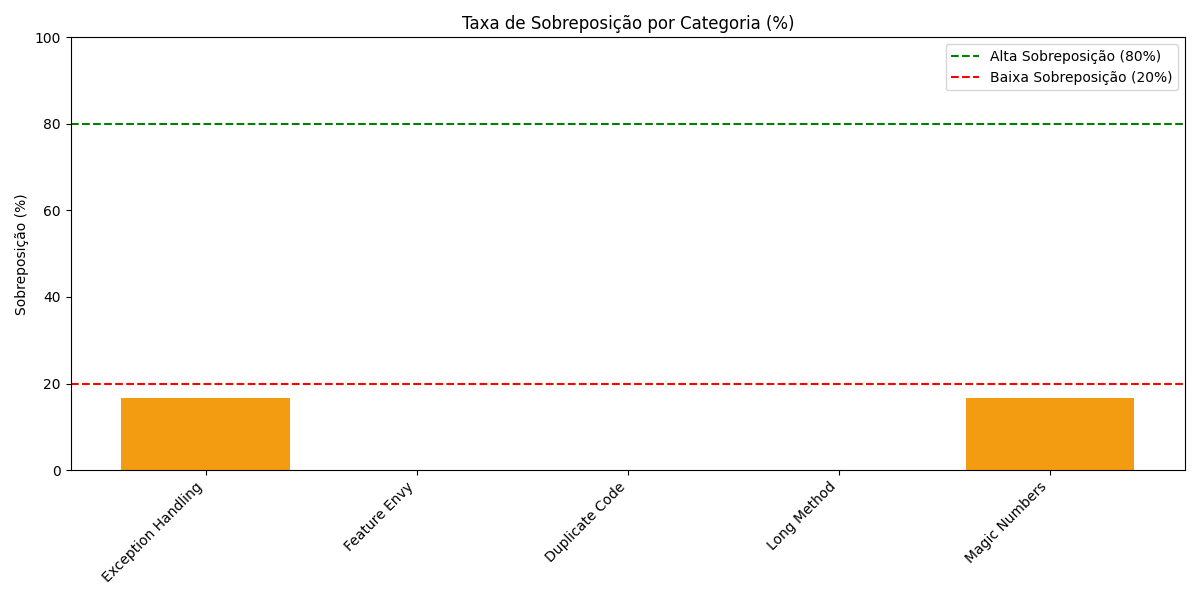 Taxa de Sobreposição por Categoria (%)
Alta Sobreposição (80%)
Baixa Sobreposição (20%)
Sobreposição (%)
100
80
60
40
20
0
Exception Handling
Feature Envy
Duplicate Code
Long Method
Magic Numbers